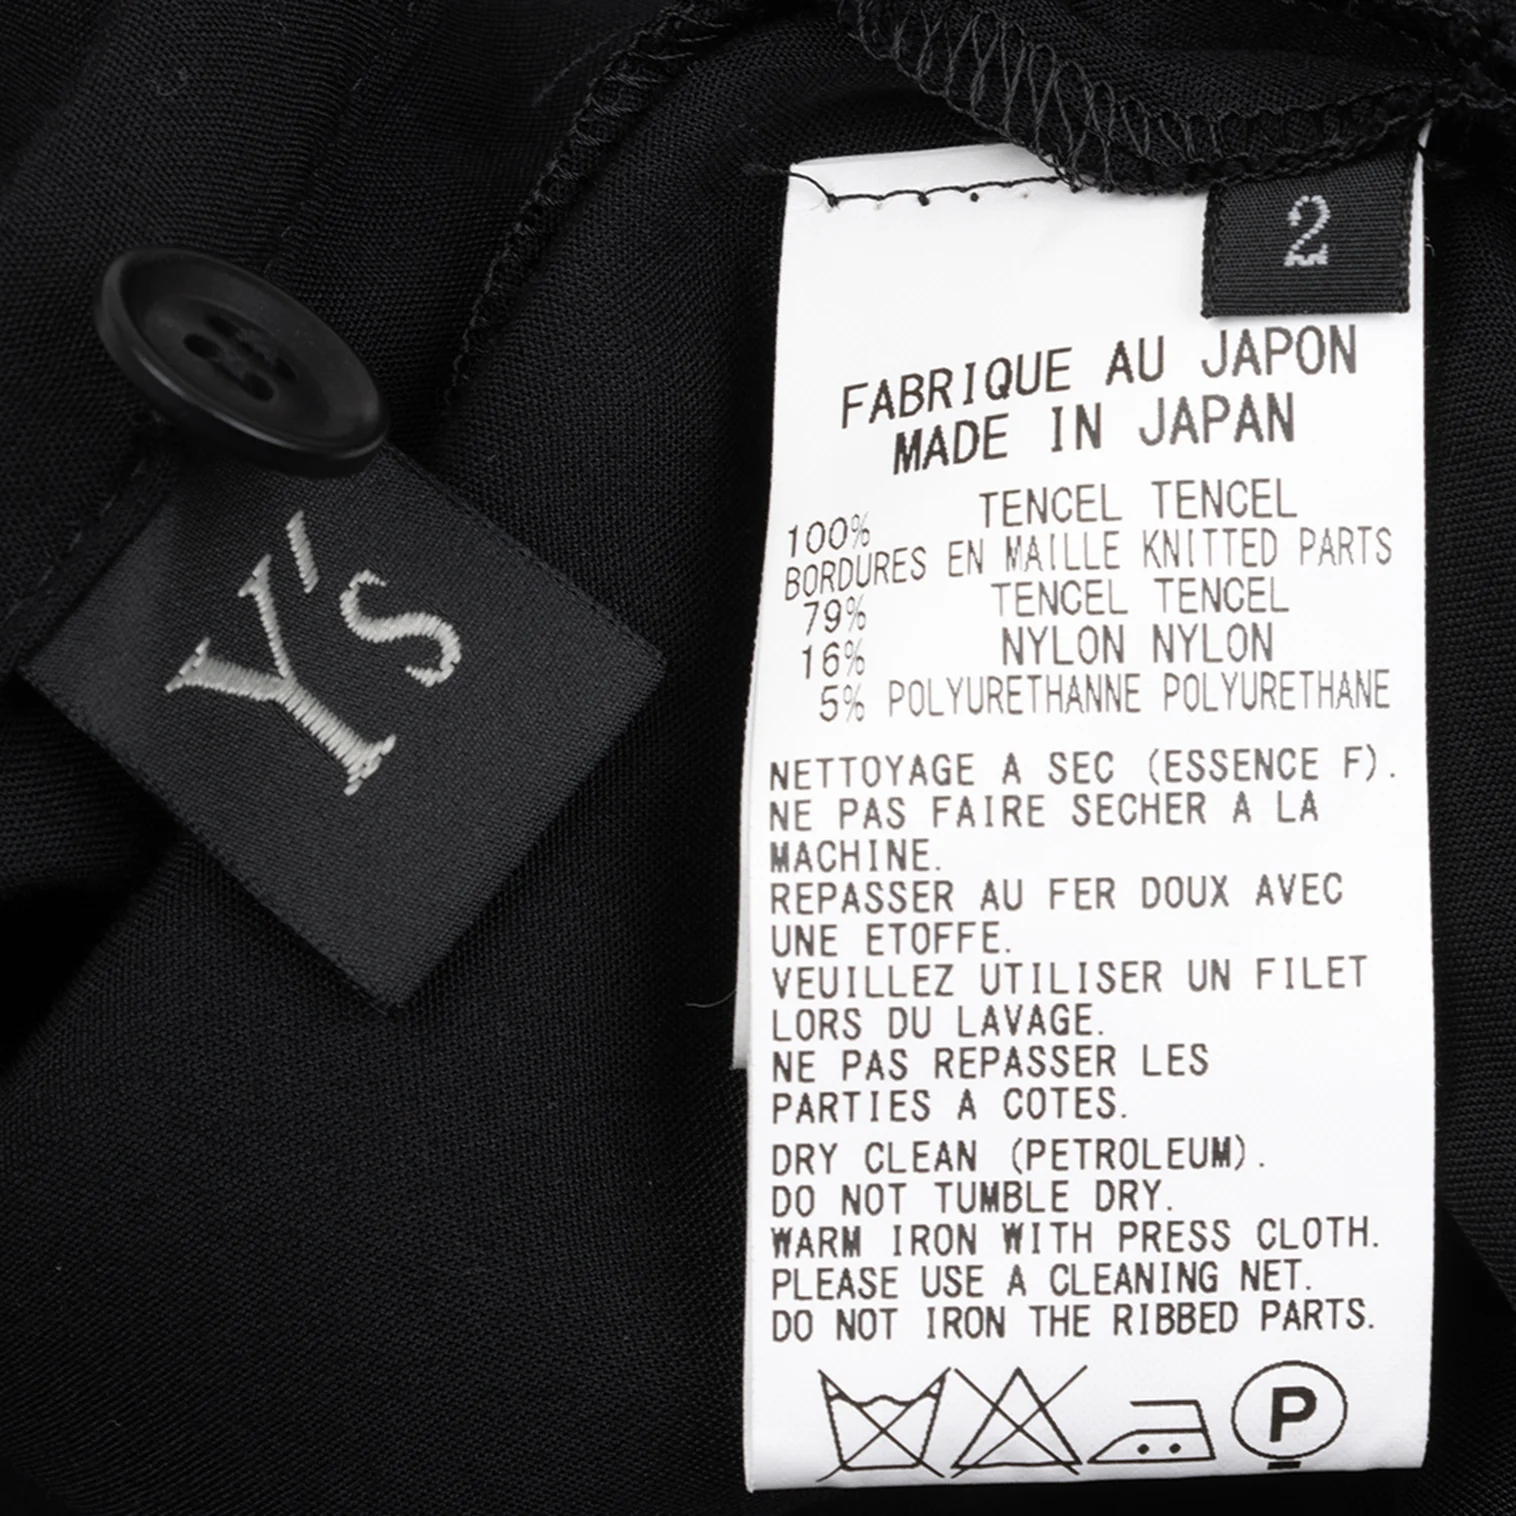 Y's
2
FABRIQUE AU JAPON
MADE IN JAPAN
100% TENCEL TENCEL
BORDURES EN MAILLE KNITTED PARTS
79% TENCEL TENCEL
16% NYLON NYLON
5% POLYURETHANNE POLYURETHANE
NETTOYAGE A SEC (ESSENCE F).
NE PAS FAIRE SECHER A LA
MACHINE.
REPASSER AU FER DOUX AVEC
UNE ETOFFE.
VEUILLEZ UTILISER UN FILET
LORS DU LAVAGE.
NE PAS REPASSER LES
PARTIES A COTES.
DRY CLEAN (PETROLEUM).
DO NOT TUMBLE DRY.
WARM IRON WITH PRESS CLOTH.
PLEASE USE A CLEANING NET.
DO NOT IRON THE RIBBED PARTS.
P